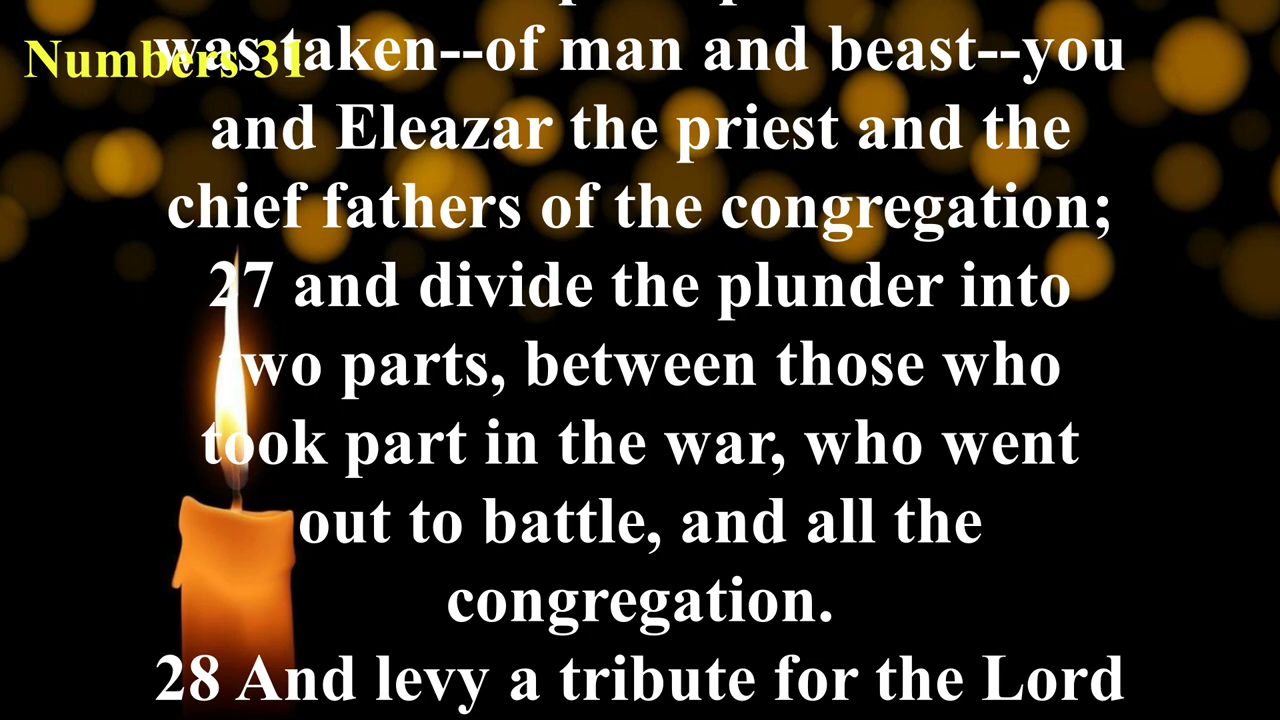 Numbers 31
was taken--of man and beast--you
and Eleazar the priest and the
chief fathers of the congregation;
27 and divide the plunder into
two parts, between those who
took part in the war, who went
out to battle, and all the
congregation.
28 And levy a tribute for the Lord